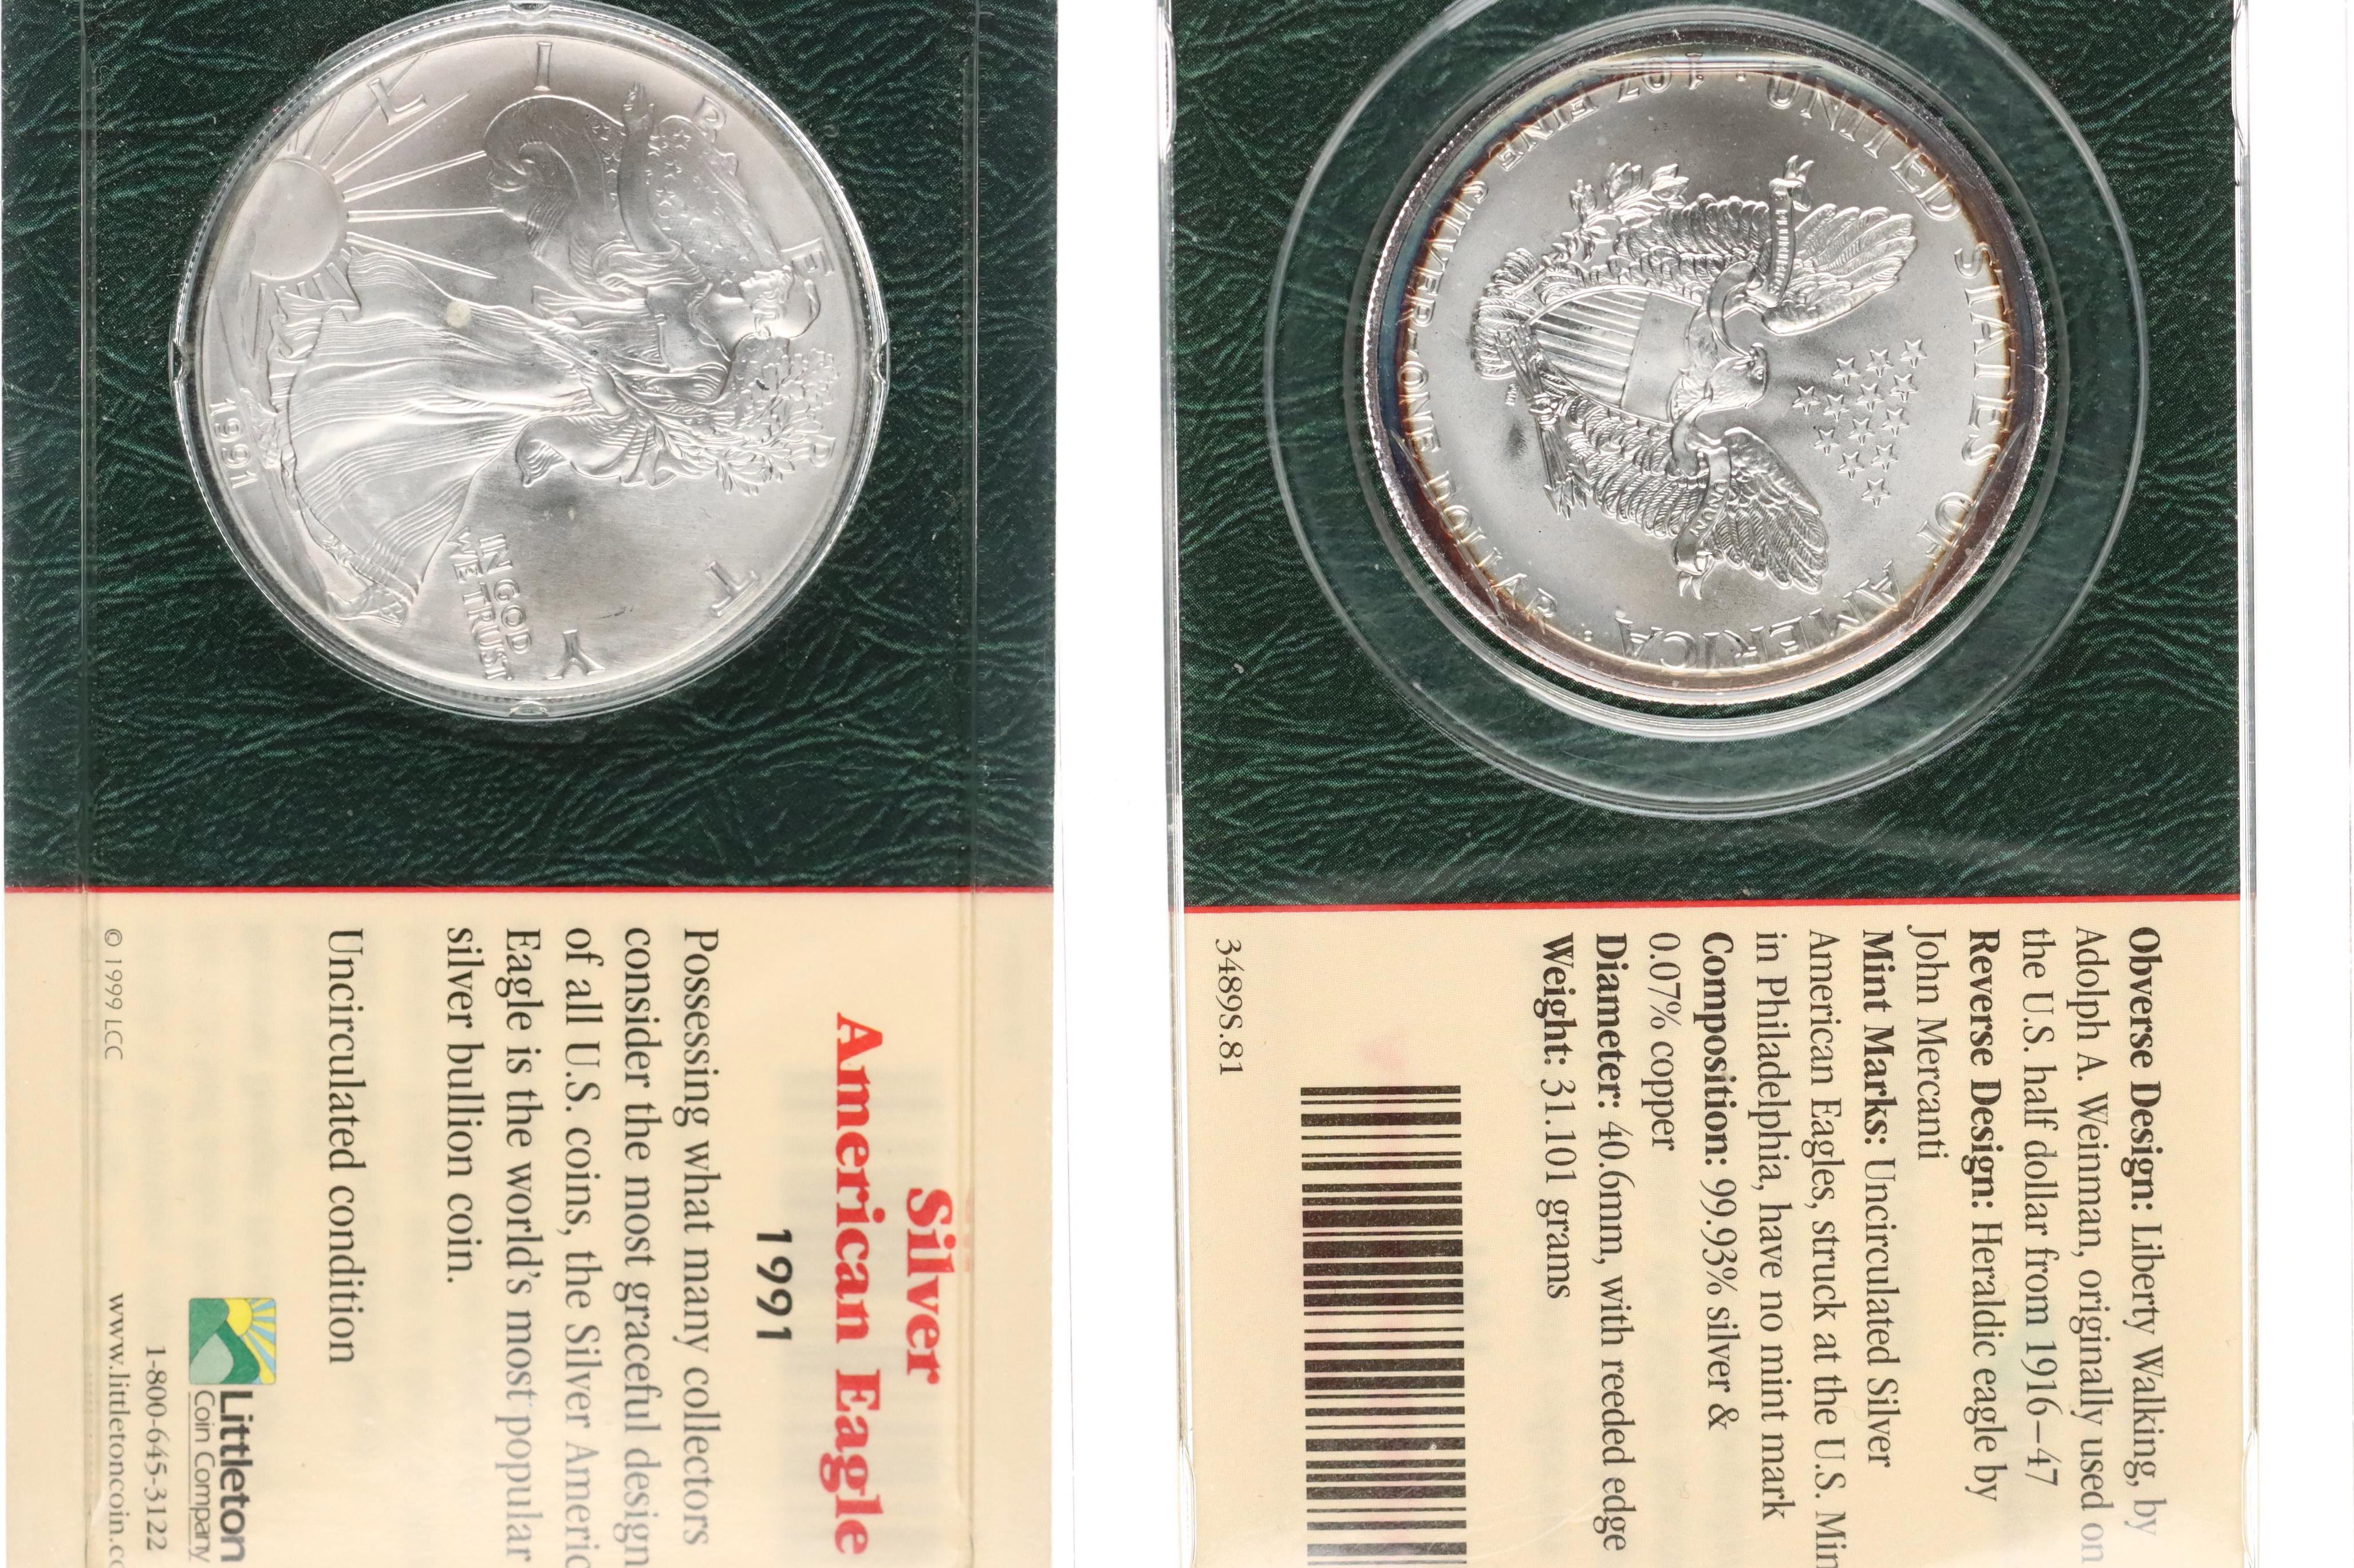 LIBERTY
IN GOD
WE TRUST
1991
Silver
American Eagle
1991
Possessing what many collectors
consider the most graceful design
of all U.S. coins, the Silver Americ
Eagle is the world's most popular
silver bullion coin.
Uncirculated condition
Littleton
Coin Company
1-800-645-3122
© 1999 LCC
www.littletoncoin.c
UNITED STATES OF AMERICA
1 OZ. FINE SILVER-ONE DOLLAR
Obverse Design: Liberty Walking, by
Adolph A. Weinman, originally used on
the U.S. half dollar from 1916–47
Reverse Design: Heraldic eagle by
John Mercanti
Mint Marks: Uncirculated Silver
American Eagles, struck at the U.S. Min
in Philadelphia, have no mint mark
Composition: 99.93% silver &
0.07% copper
Diameter: 40.6mm, with reeded edge
Weight: 31.101 grams
3489S.81